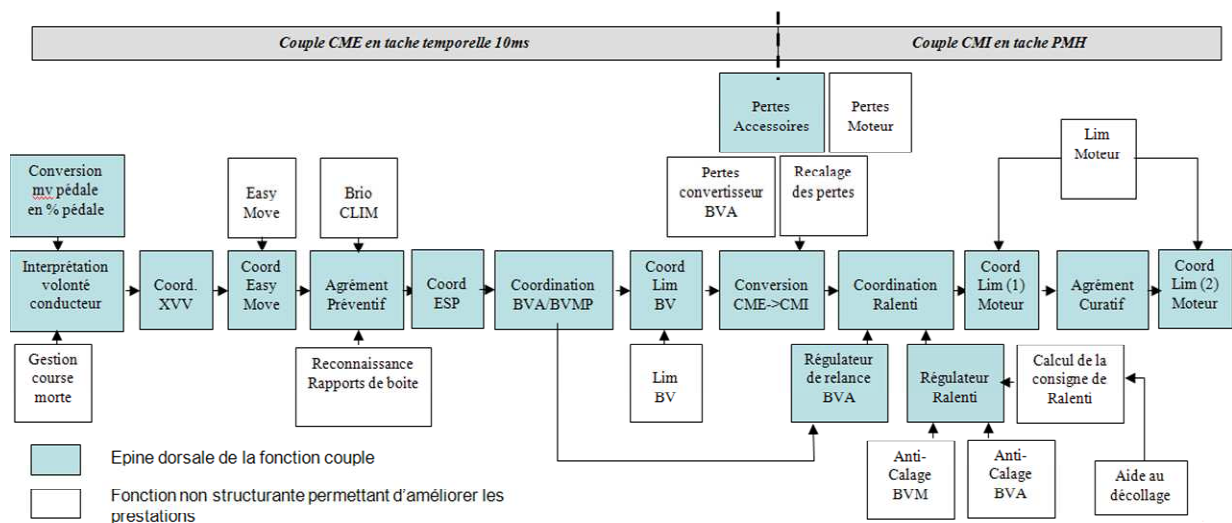 Couple CME en tache temporelle 10ms
Couple CMI en tache PMH
Pertes
Accessoires
Pertes
Moteur
Lim
Moteur
Conversion
mv pédale
en % pédale
Easy
Move
Brio
CLIM
Pertes
convertisseur
BVA
Recalage
des pertes
Interprétation
volonté
conducteur
Coord.
XVV
Coord
Easy
Move
Agrément
Préventif
Coord
ESP
Coordination
BVA/BVMP
Coord
Lim
BV
Conversion
CME->CMI
Coordination
Ralenti
Coord
Lim (1)
Moteur
Agrément
Curatif
Coord
Lim (2)
Moteur
Gestion
course
morte
Reconnaissance
Rapports de boite
Lim
BV
Régulateur
de relance
BVA
Régulateur
Ralenti
Calcul de la
consigne de
Ralenti
Anti-
Calage
BVM
Anti-
Calage
BVA
Aide au
décollage
Epine dorsale de la fonction couple
Fonction non structurante permettant d'améliorer les
prestations